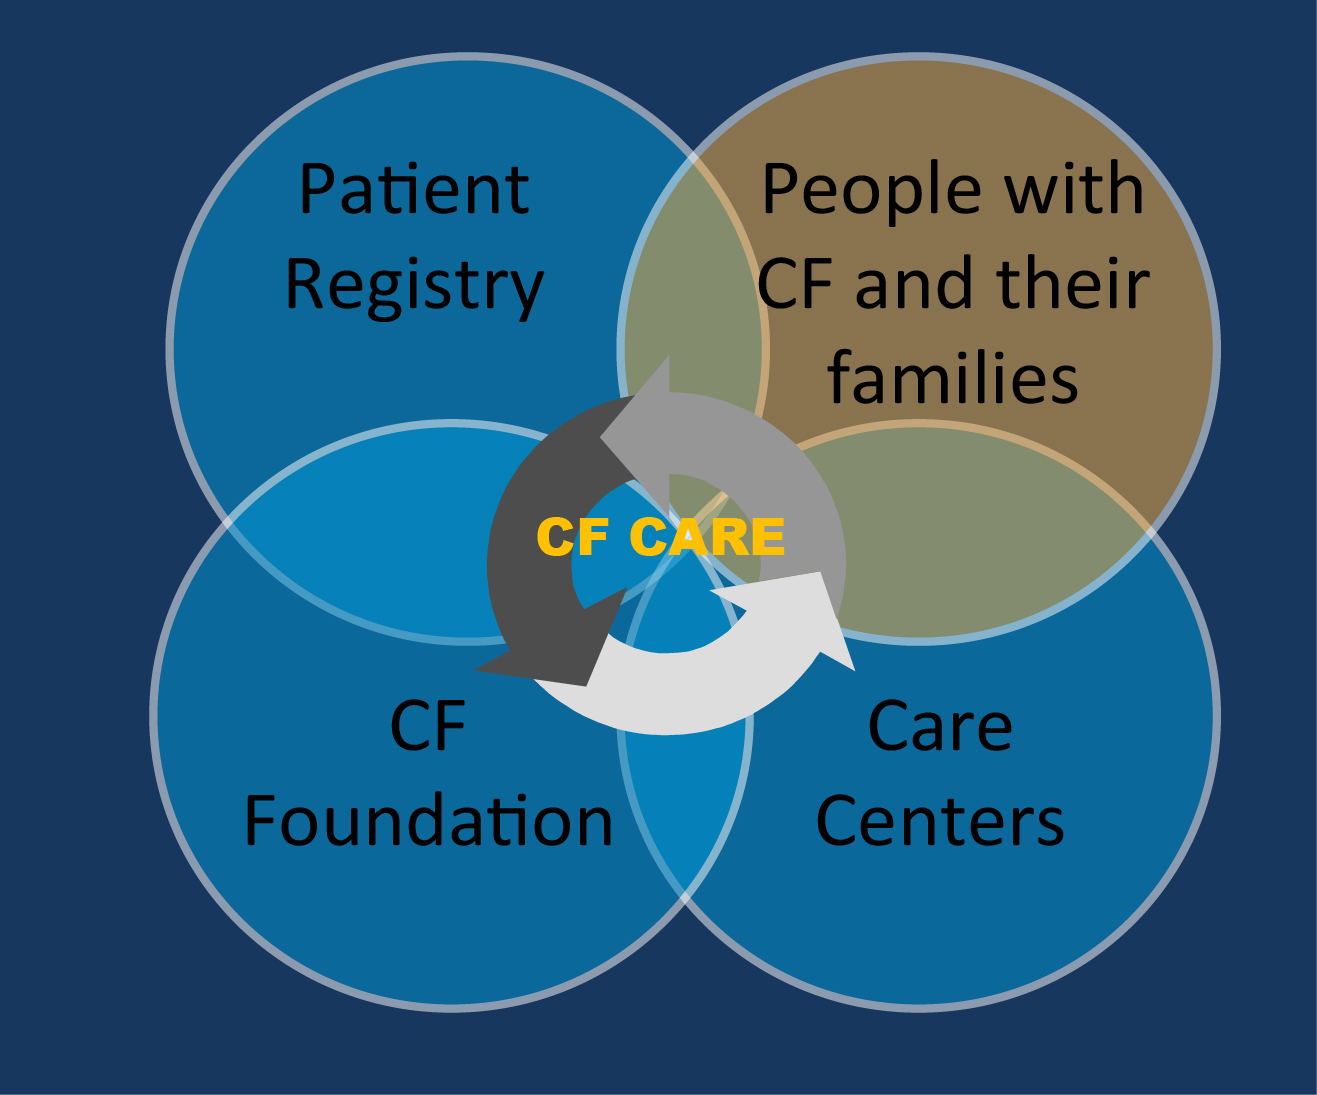 Patient
Registry
People with
CF and their
families
CF CARE
CF
Foundation
Care
Centers